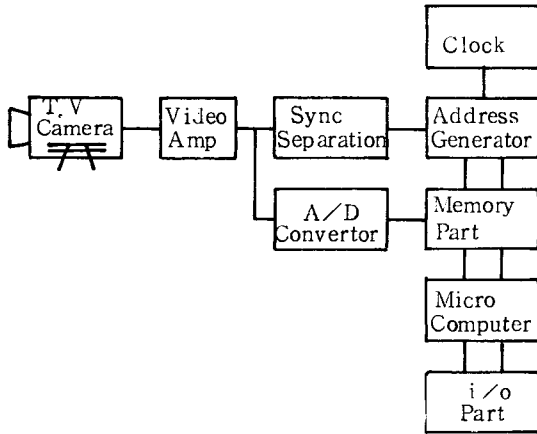 Clock
T. V
Camera
Video
Amp
Sync
Separation
Address
Generator
A/D
Convertor
Memory
Part
Micro
Computer
i/o
Part